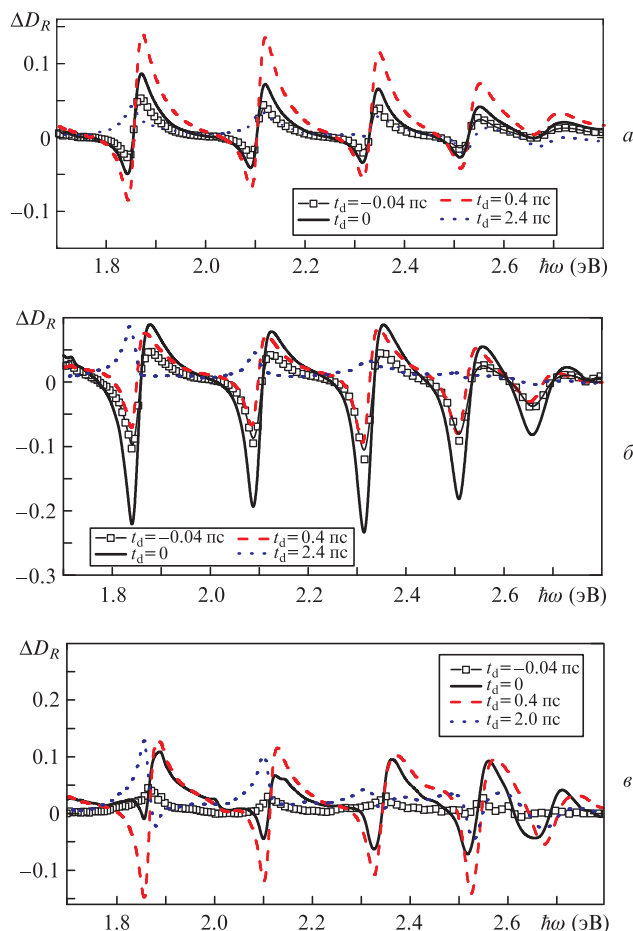 ΔD_R
0.1
0
−0.1
t_d=−0.04 пс
t_d=0
t_d=0.4 пс
t_d=2.4 пс
1.8 2.0 2.2 2.4 2.6 ℏω (эВ)
а
ΔD_R
0.1
0
−0.1
−0.2
−0.3
t_d=−0.04 пс
t_d=0
t_d=0.4 пс
t_d=2.4 пс
1.8 2.0 2.2 2.4 2.6 ℏω (эВ)
б
ΔD_R
0.2
0.1
0
−0.1
t_d=−0.04 пс
t_d=0
t_d=0.4 пс
t_d=2.0 пс
1.8 2.0 2.2 2.4 2.6 ℏω (эВ)
в